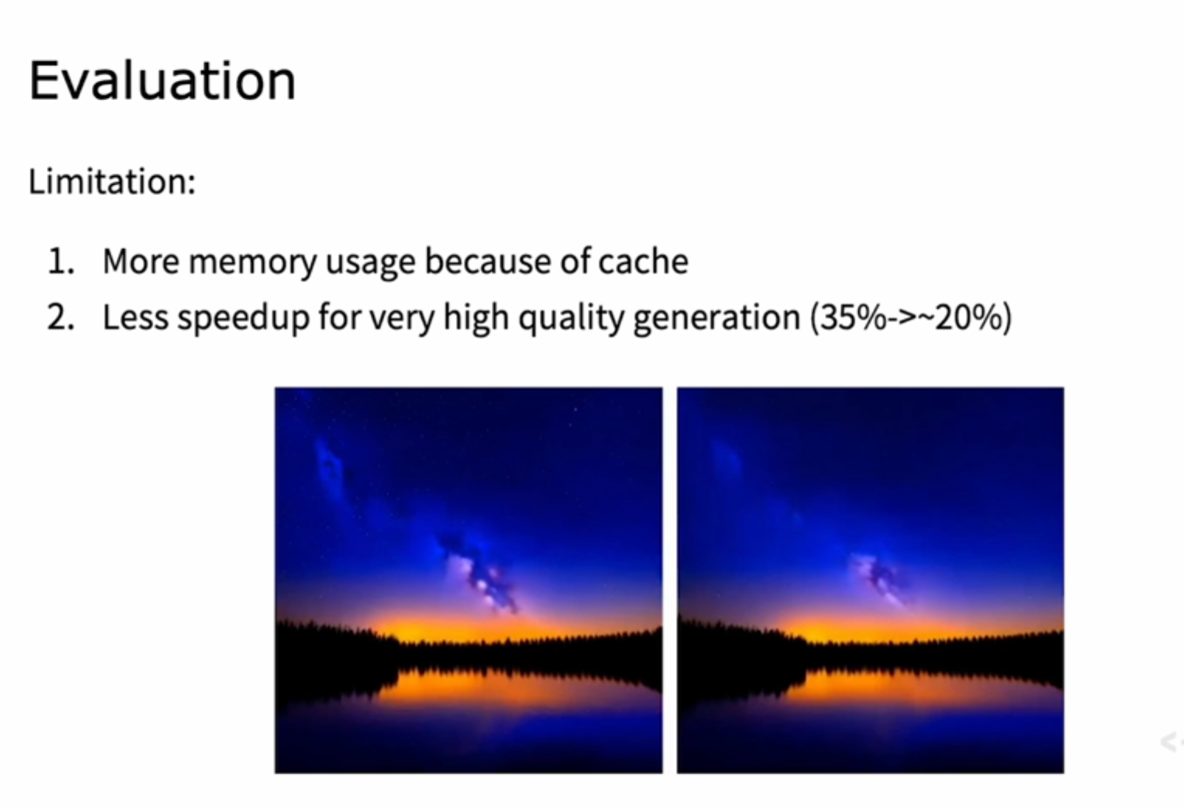 Evaluation
Limitation:
1. More memory usage because of cache
2. Less speedup for very high quality generation (35%->~20%)